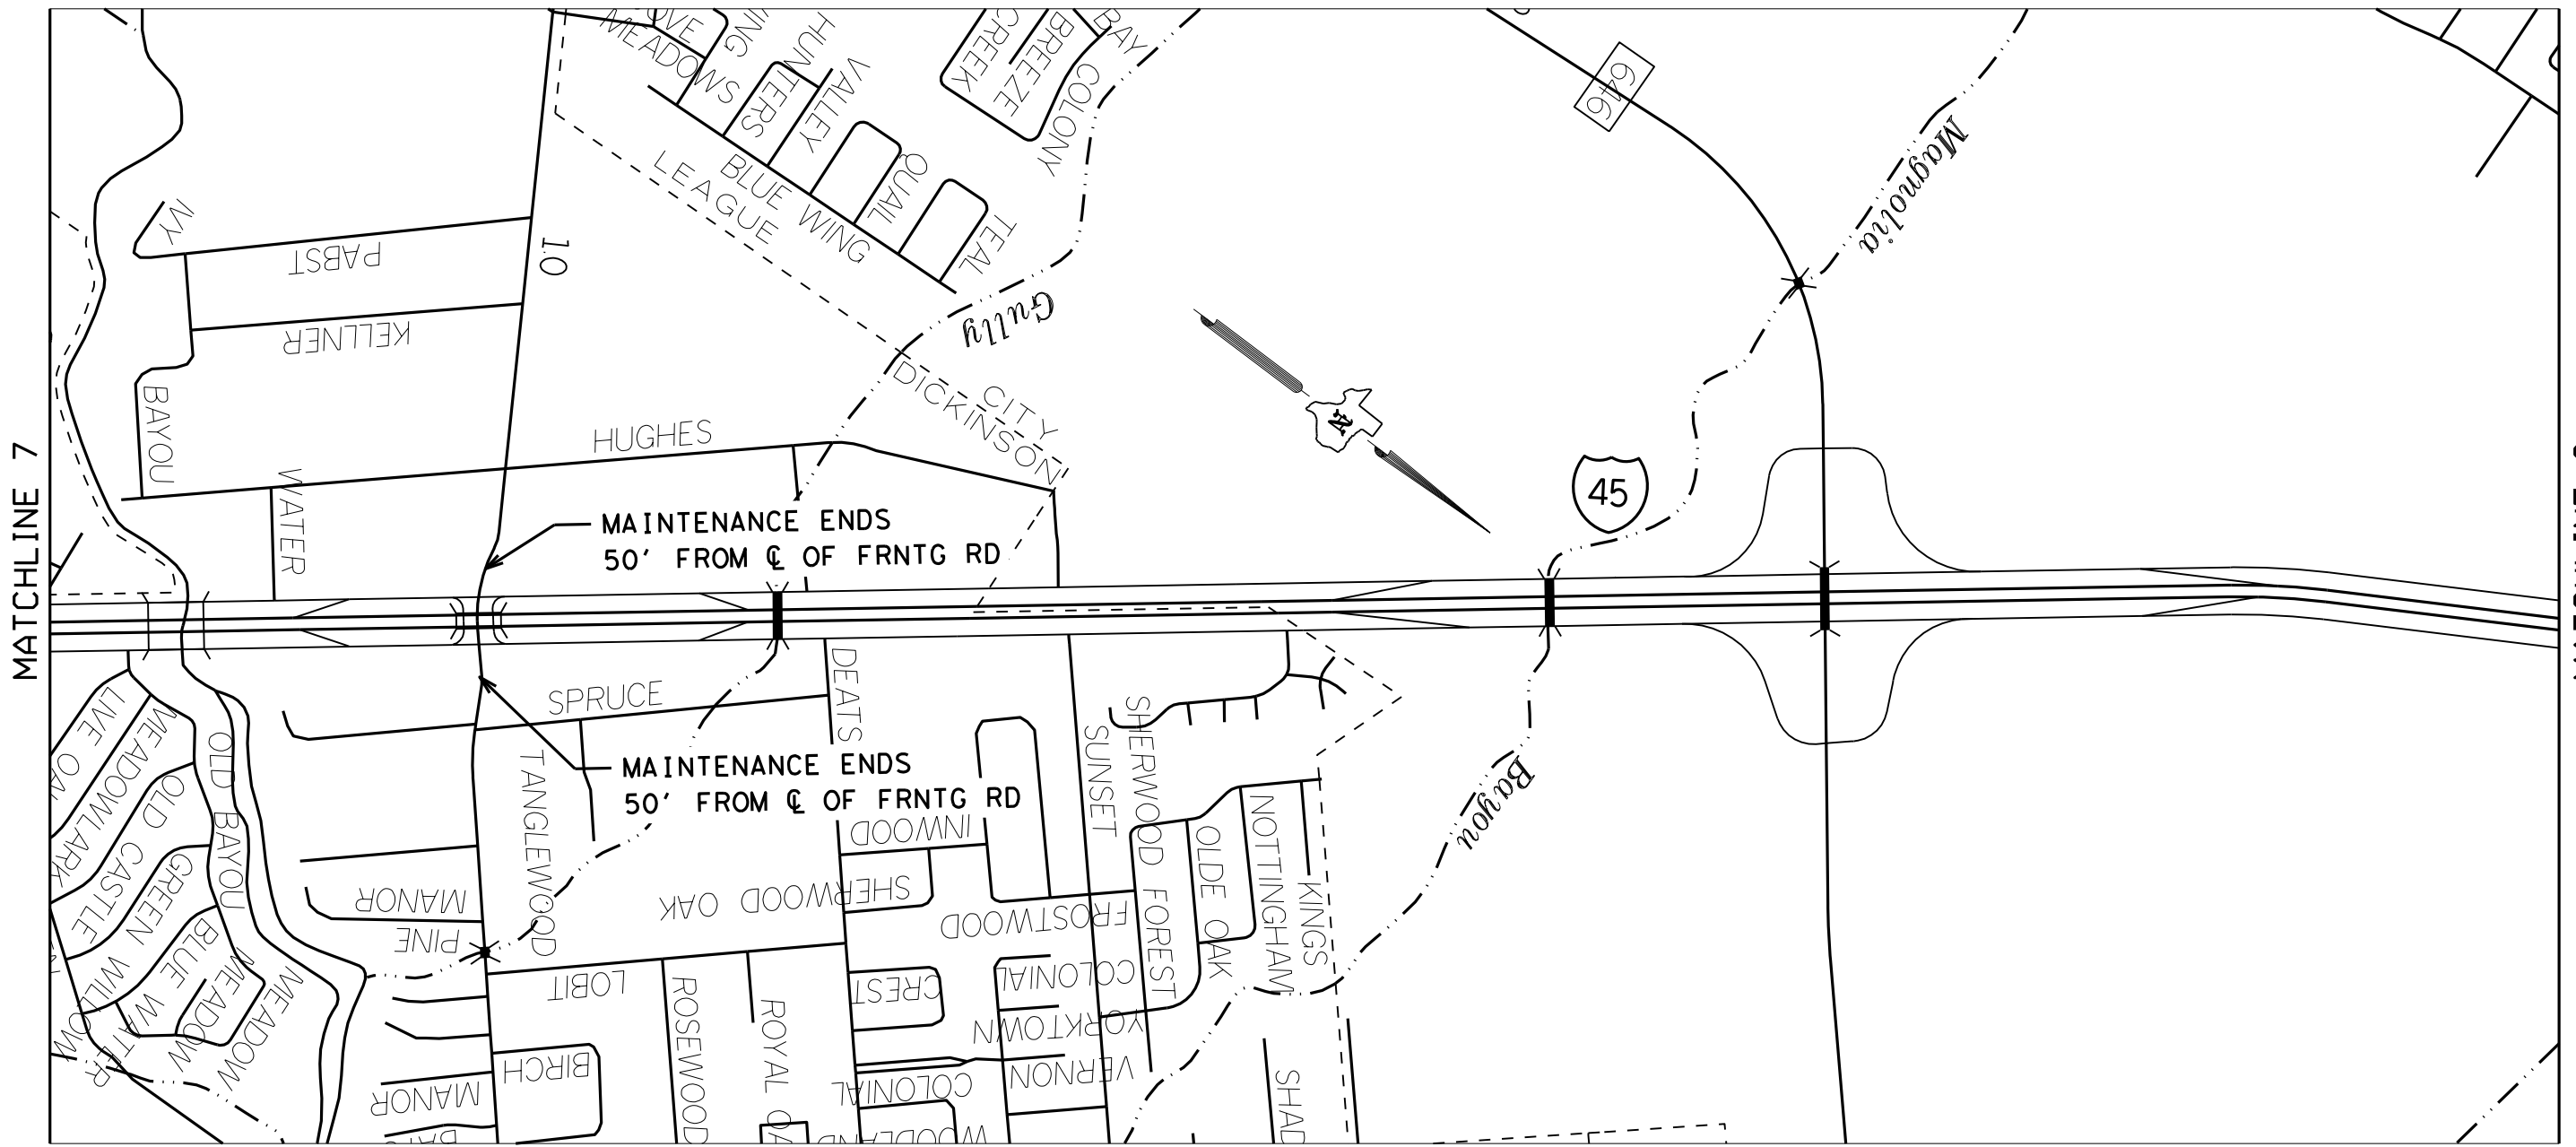 MATCHLINE 7
MEADOWS
HUNTERS
VALLEY
BLUE WING
QUAIL
TEAL
CREEK
BREEZE
BAY
COLONY
LEAGUE
CITY
DICKINSON
646
Magnolia
Bayou
Gully
IVY
PABST
KELLNER
BAYOU
10
HUGHES
WATER
N
45
MAINTENANCE ENDS
50' FROM ℄ OF FRNTG RD
MAINTENANCE ENDS
50' FROM ℄ OF FRNTG RD
SPRUCE
DEATS
TANGLEWOOD
SUNSET
SHERWOOD FOREST
INWOOD
SHERWOOD OAK
FROSTWOOD
OLDE OAK
NOTTINGHAM
KINGS
LIVE OAK
MEADOWLARK
OLD CASTLE
GREEN WILLOW
BLUE WATER
MEADOW
MEADOW
OLD BAYOU
MANOR
PINE
LOBIT
ROSEWOOD
CREST
COLONIAL
YORKTOWN
VERNON
COLONIAL
BIRCH
MANOR
ROYAL
WOODLAND
SHAD